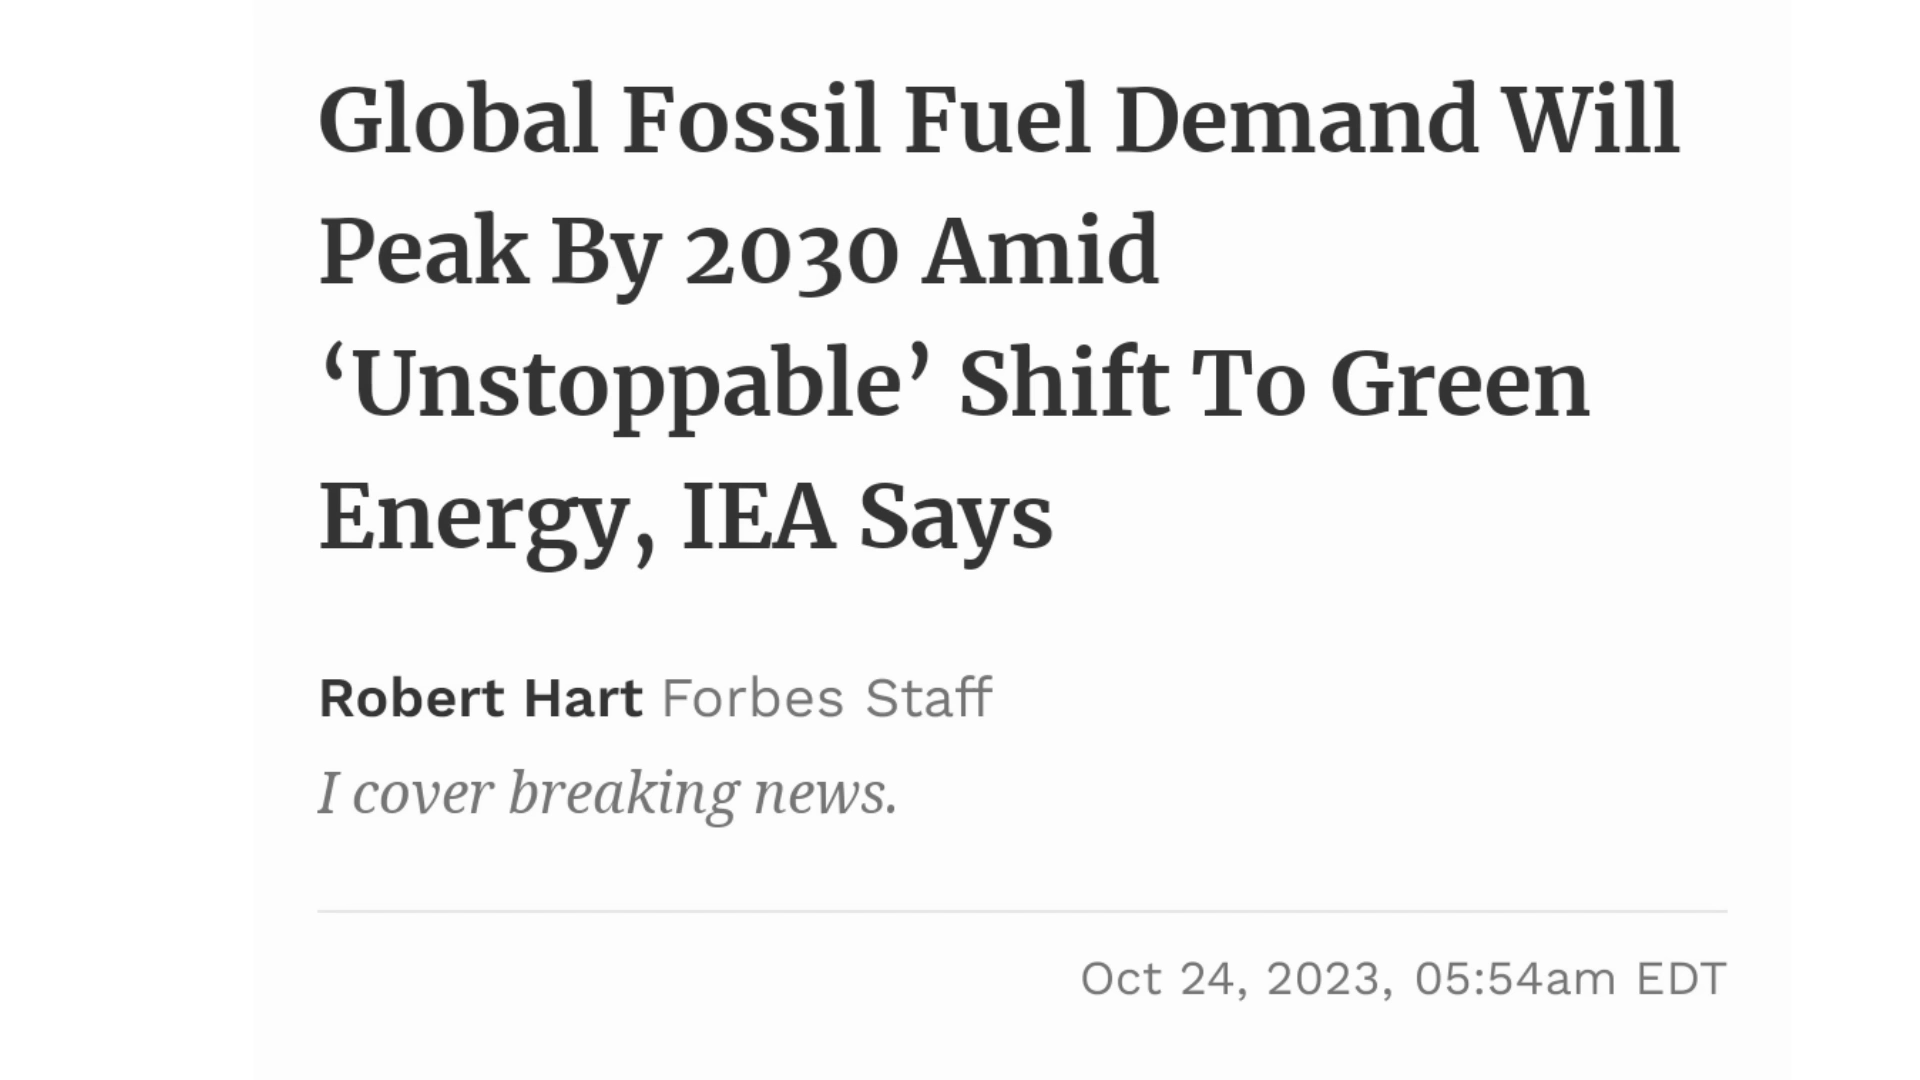 Global Fossil Fuel Demand Will
Peak By 2030 Amid
‘Unstoppable’ Shift To Green
Energy, IEA Says
Robert Hart Forbes Staff
I cover breaking news.
Oct 24, 2023, 05:54am EDT